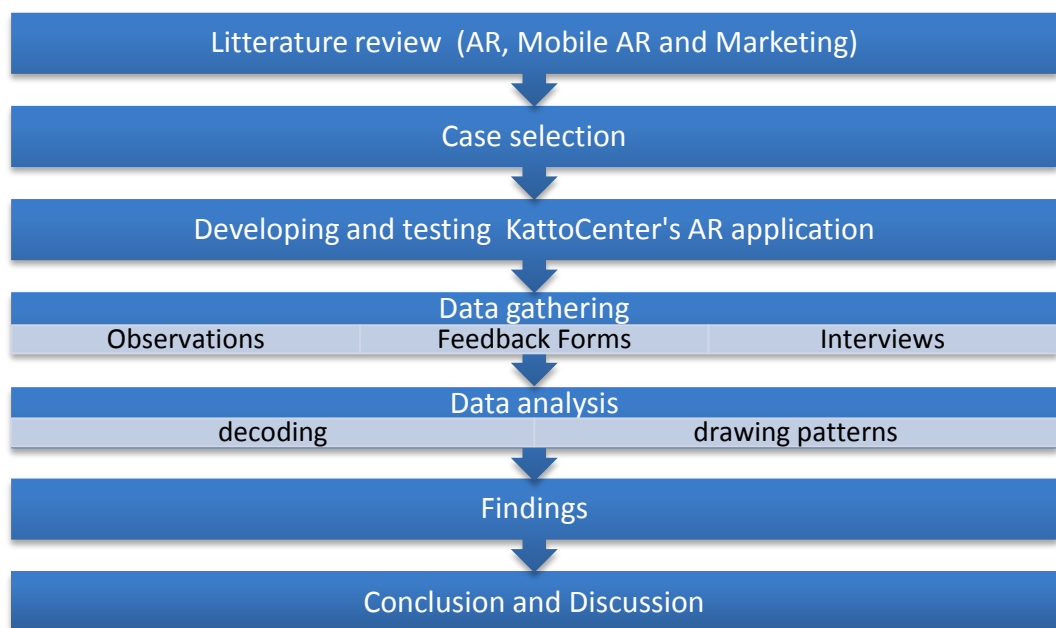 Litterature review (AR, Mobile AR and Marketing)
Case selection
Developing and testing KattoCenter's AR application
Data gathering
Observations Feedback Forms Interviews
Data analysis
decoding drawing patterns
Findings
Conclusion and Discussion